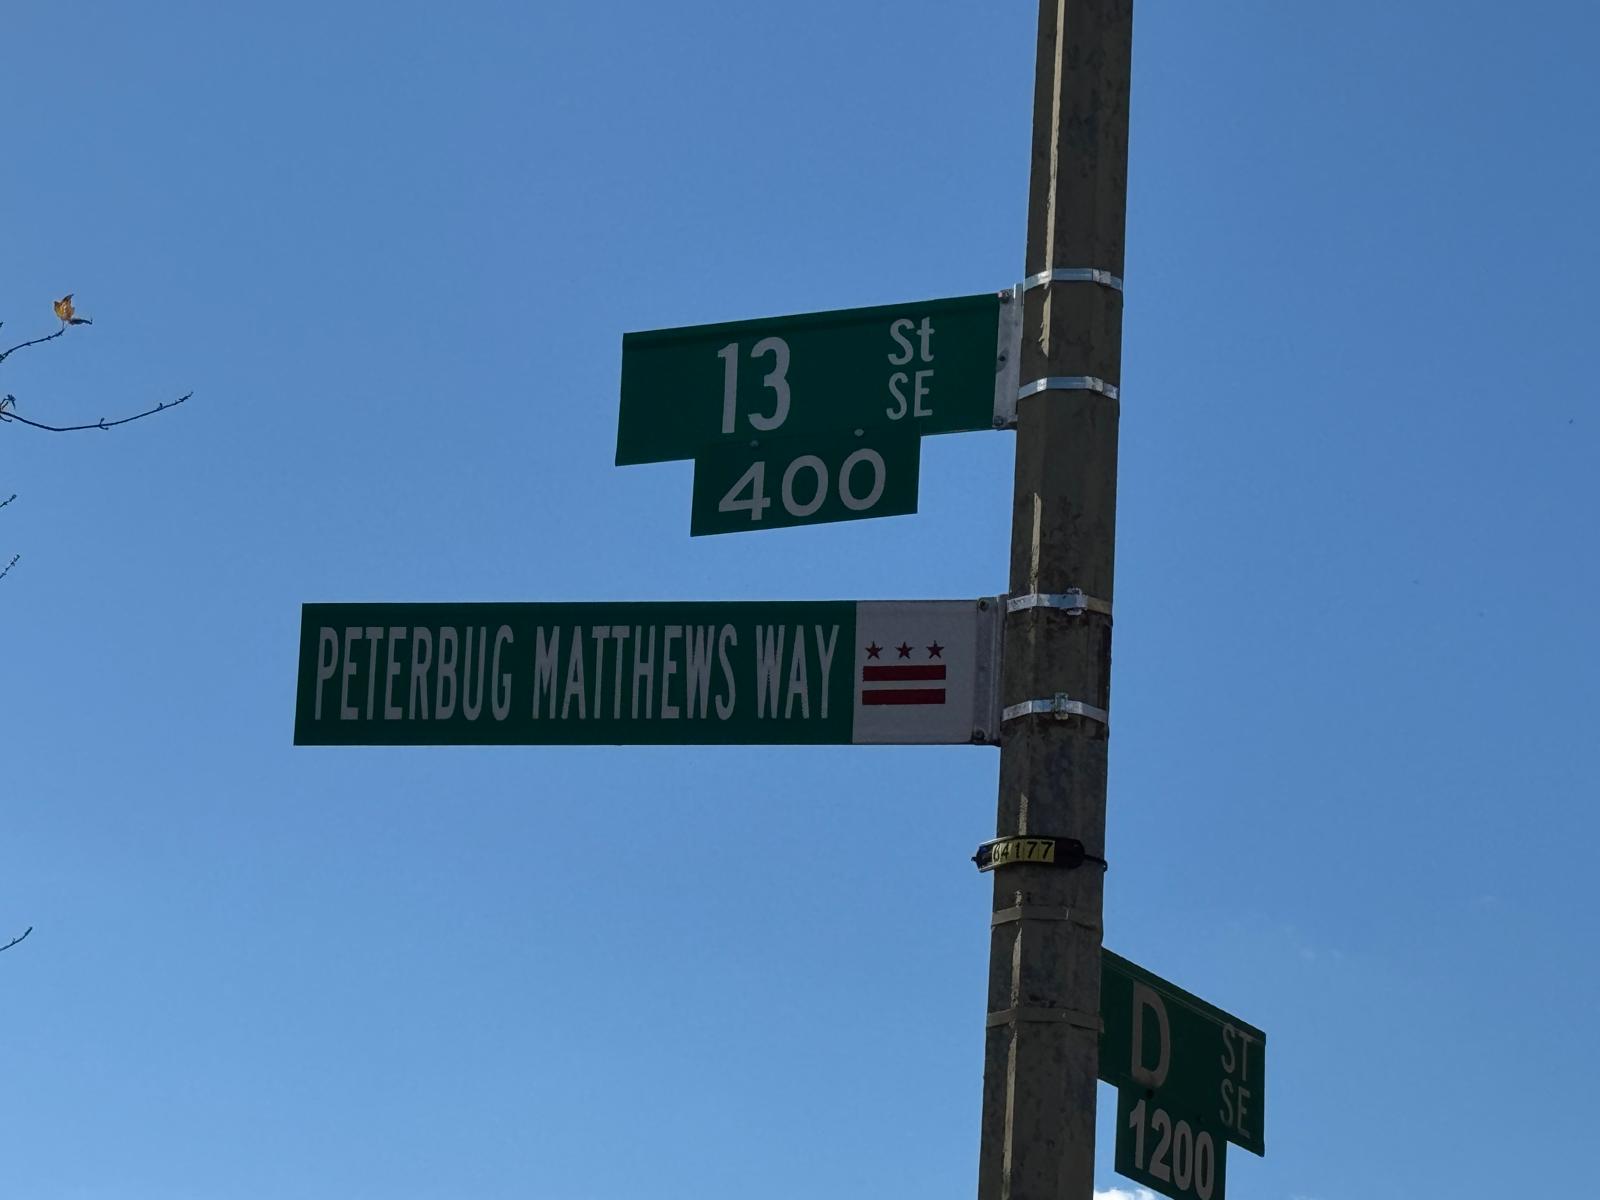 13 St
SE
400
PETERBUG MATTHEWS WAY
64177
D ST
SE
1200